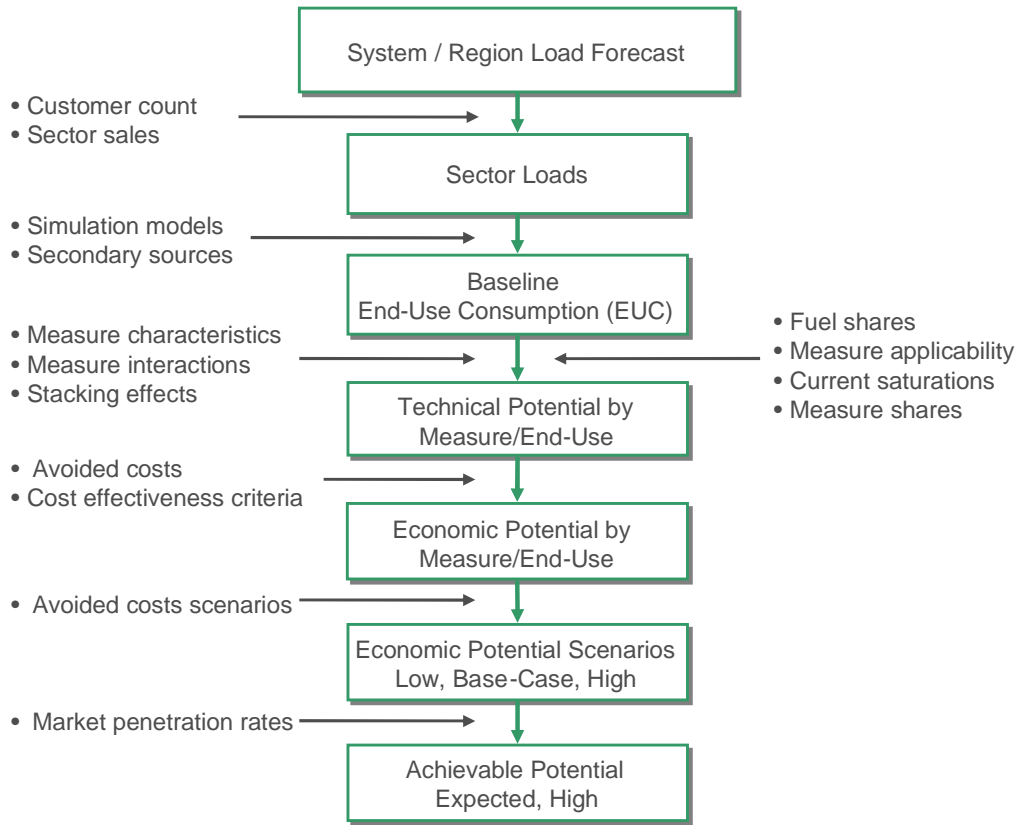 System / Region Load Forecast
• Customer count
• Sector sales
Sector Loads
• Simulation models
• Secondary sources
Baseline
End-Use Consumption (EUC)
• Measure characteristics
• Measure interactions
• Stacking effects
• Fuel shares
• Measure applicability
• Current saturations
• Measure shares
Technical Potential by
Measure/End-Use
• Avoided costs
• Cost effectiveness criteria
Economic Potential by
Measure/End-Use
• Avoided costs scenarios
Economic Potential Scenarios
Low, Base-Case, High
• Market penetration rates
Achievable Potential
Expected, High